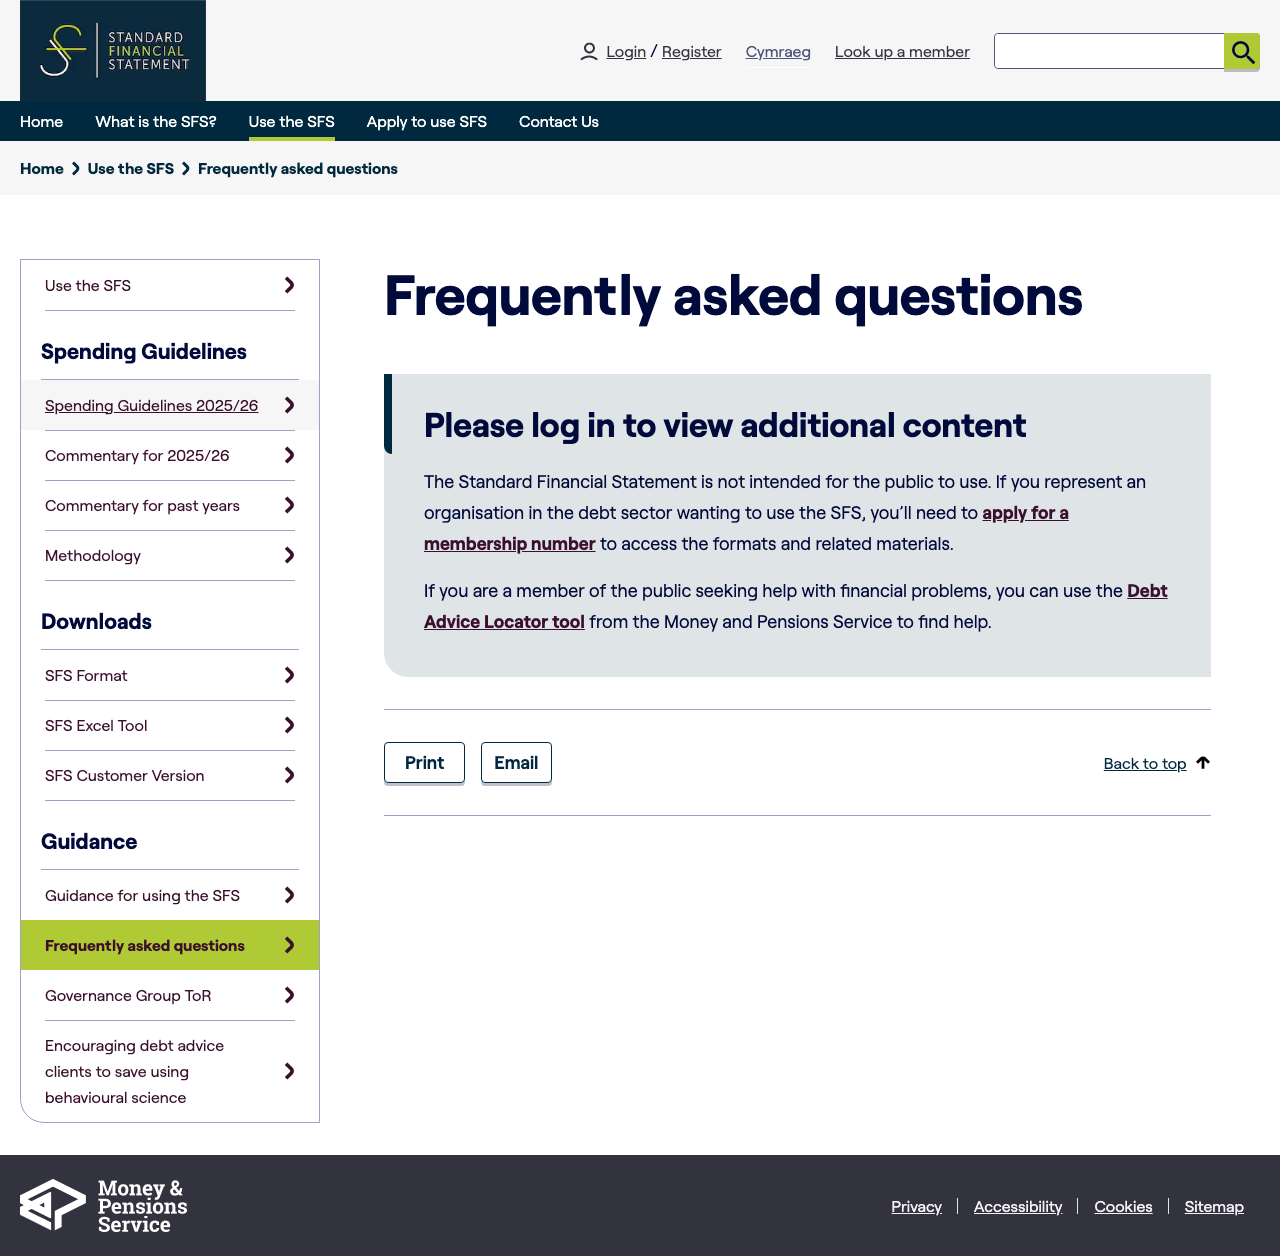 STANDARD
FINANCIAL
STATEMENT
Login / Register
Cymraeg
Look up a member
Home
What is the SFS?
Use the SFS
Apply to use SFS
Contact Us
Home
Use the SFS
Frequently asked questions
Use the SFS
Spending Guidelines
Spending Guidelines 2025/26
Commentary for 2025/26
Commentary for past years
Methodology
Downloads
SFS Format
SFS Excel Tool
SFS Customer Version
Guidance
Guidance for using the SFS
Frequently asked questions
Governance Group ToR
Encouraging debt advice
clients to save using
behavioural science
Frequently asked questions
Please log in to view additional content
The Standard Financial Statement is not intended for the public to use. If you represent an
organisation in the debt sector wanting to use the SFS, you’ll need to apply for a
membership number to access the formats and related materials.
If you are a member of the public seeking help with financial problems, you can use the Debt
Advice Locator tool from the Money and Pensions Service to find help.
Print
Email
Back to top
Money &
Pensions
Service
Privacy
Accessibility
Cookies
Sitemap